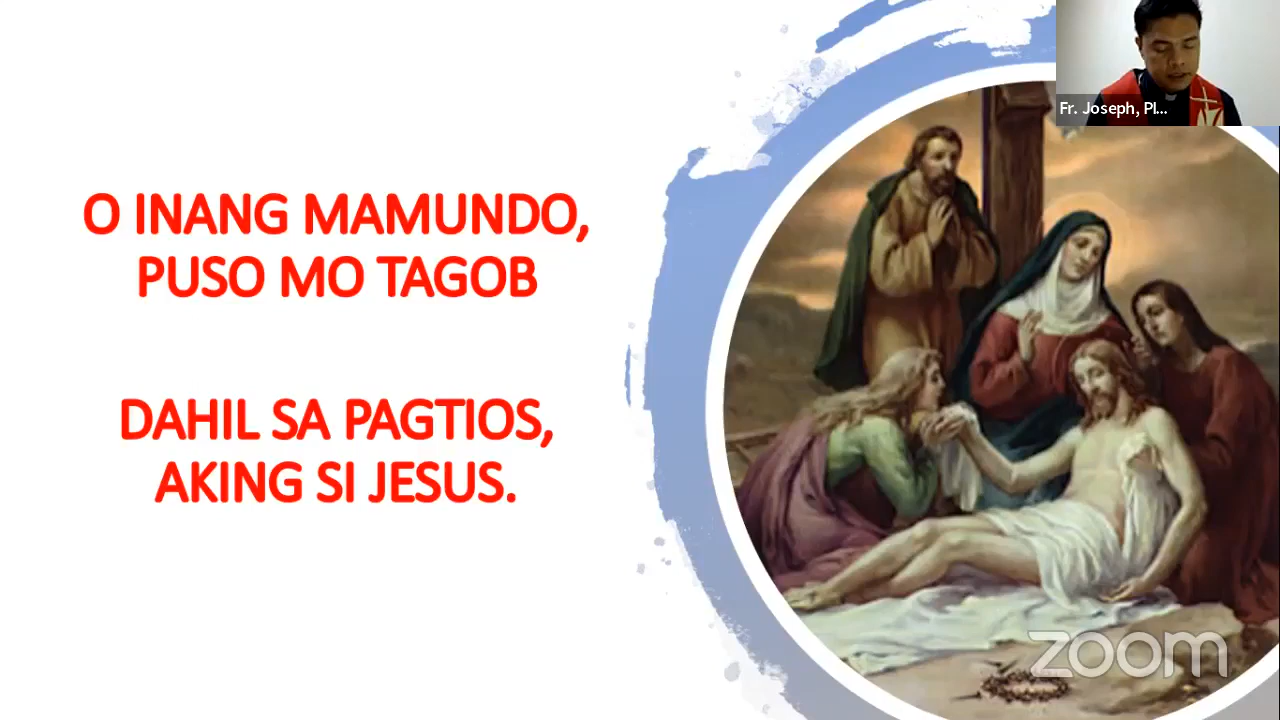 Fr. Joseph, Pl...
O INANG MAMUNDO,
PUSO MO TAGOB
DAHIL SA PAGTIOS,
AKING SI JESUS.
zoom